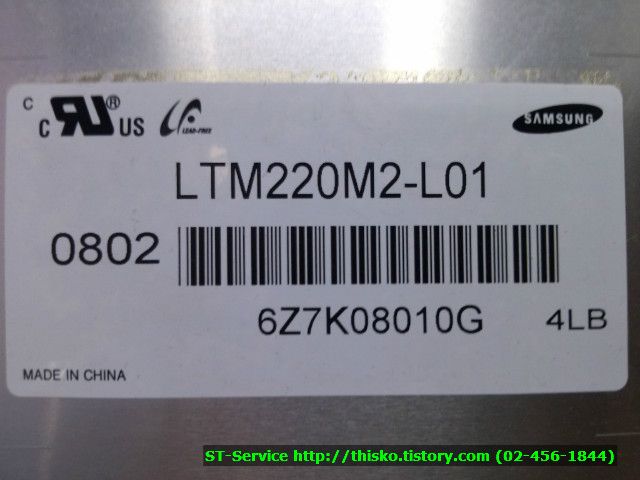 C
C RU ® US
LEAD-FREE
SAMSUNG
LTM220M2-L01
0802
6Z7K08010G 4LB
MADE IN CHINA
ST-Service http://thisko.tistory.com (02-456-1844)